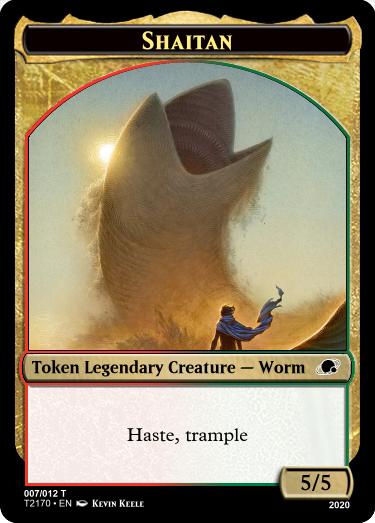 Shaitan
Token Legendary Creature — Worm
Haste, trample
5/5
007/012 T
T2170 • EN Kevin Keele
2020